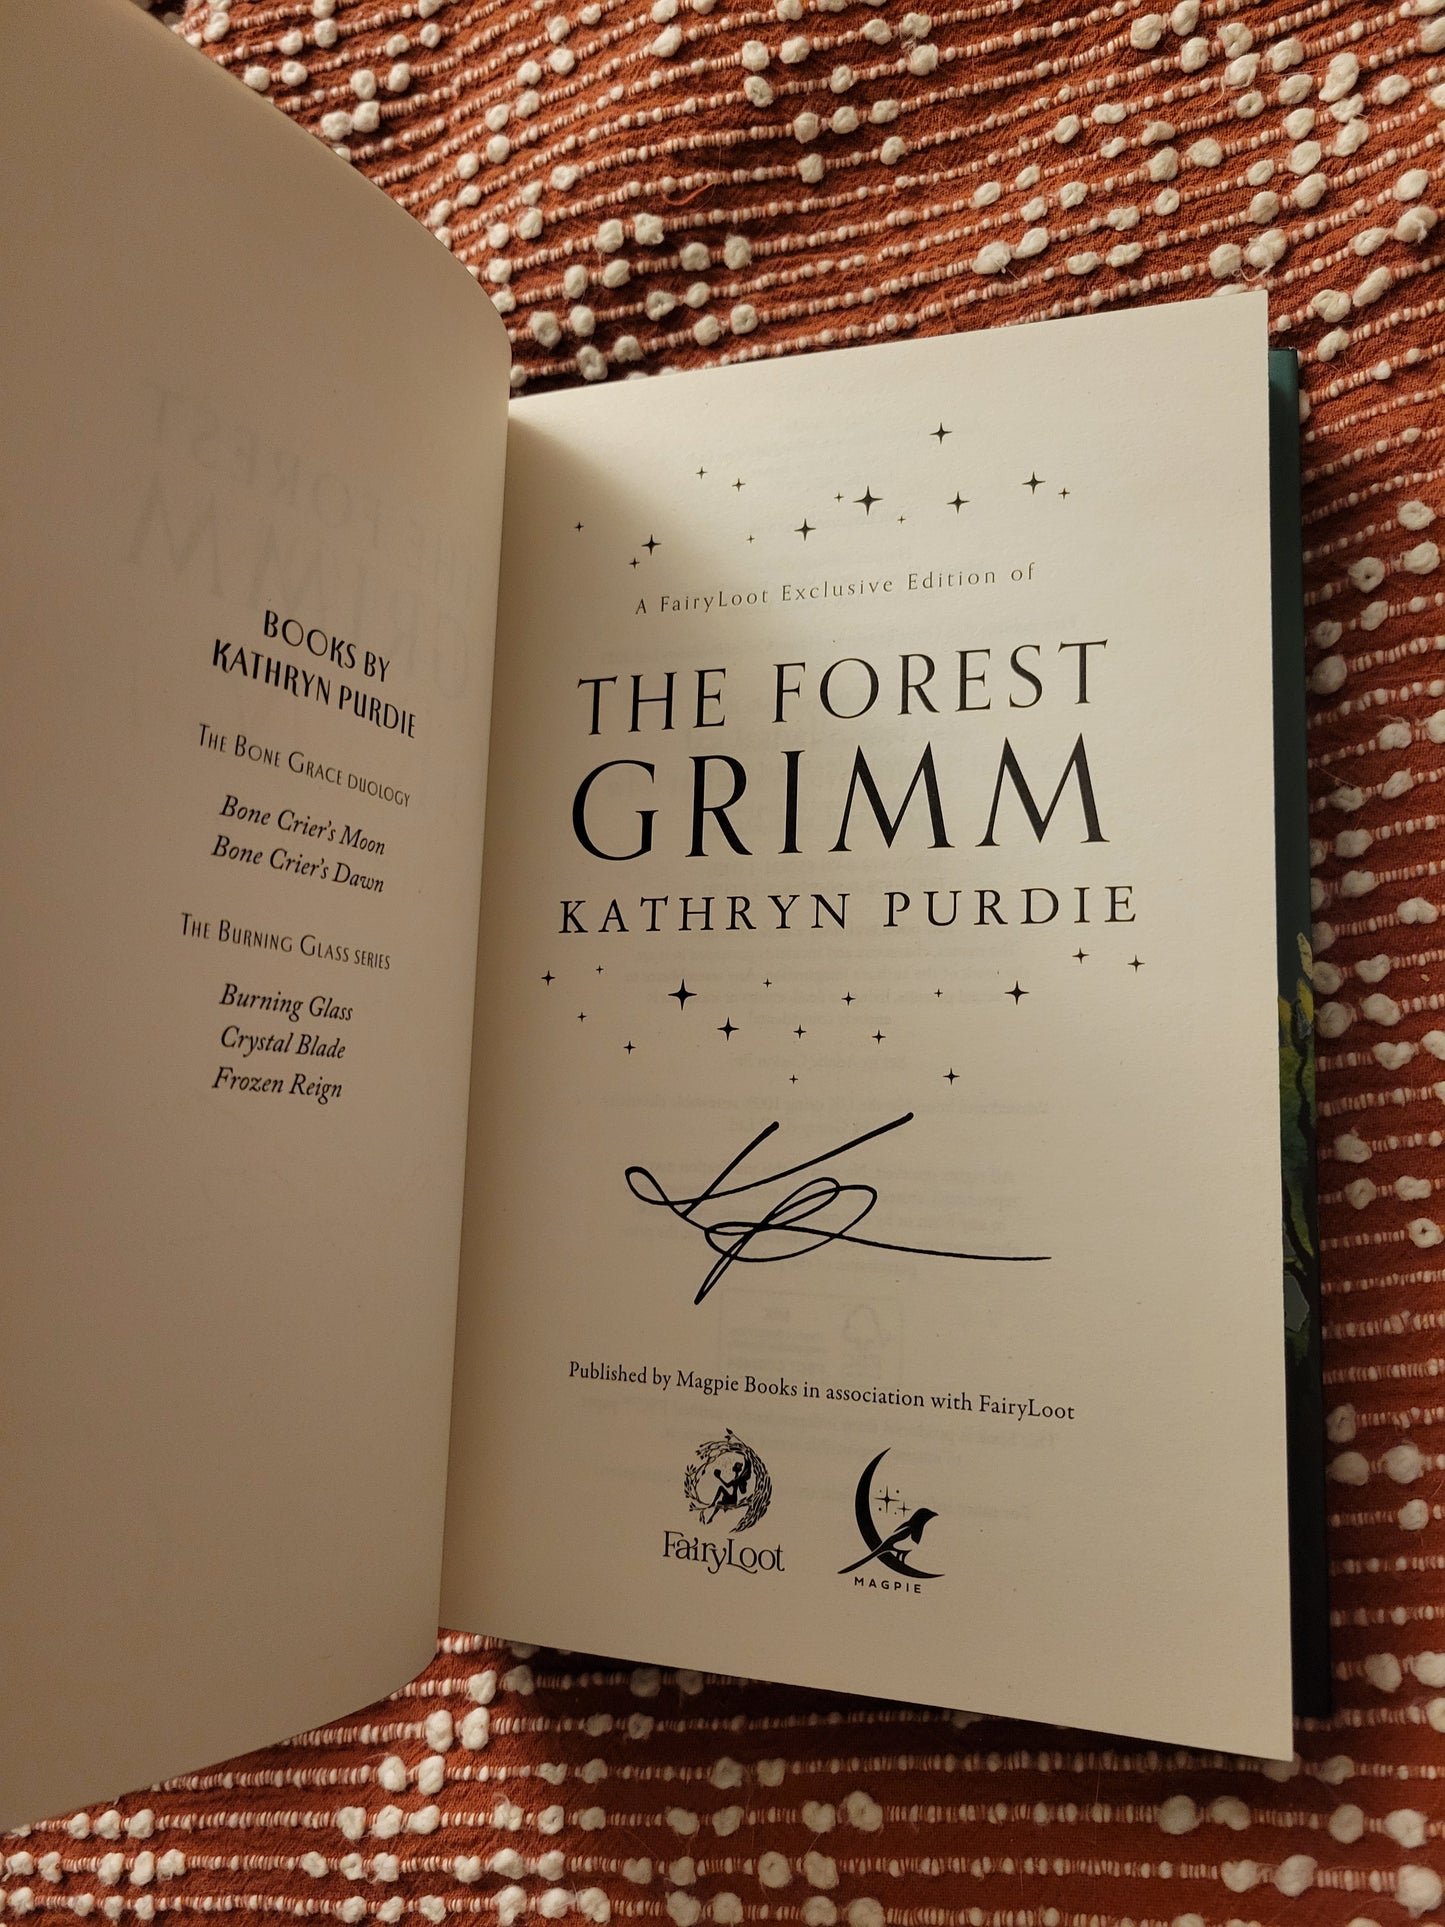 BOOKS BY
KATHRYN PURDIE
THE BONE GRACE DUOLOGY
Bone Crier's Moon
Bone Crier's Dawn
THE BURNING GLASS SERIES
Burning Glass
Crystal Blade
Frozen Reign
A FairyLoot Exclusive Edition of
THE FOREST
GRIMM
KATHRYN PURDIE
Published by Magpie Books in association with FairyLoot
FairyLoot
MAGPIE